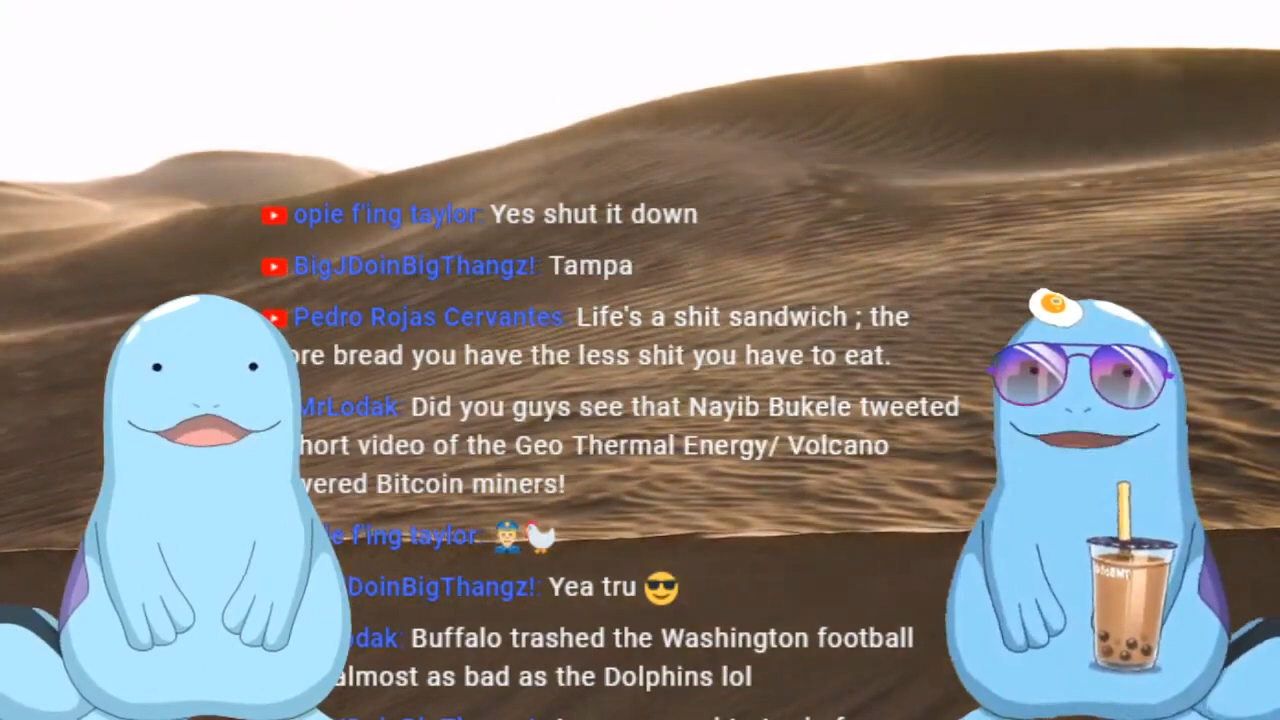 opie f'ing taylor: Yes shut it down
BigJDoinBigThangz!: Tampa
Pedro Rojas Cervantes: Life's a shit sandwich ; the
ore bread you have the less shit you have to eat.
MrLodak: Did you guys see that Nayib Bukele tweeted
hort video of the Geo Thermal Energy/ Volcano
wered Bitcoin miners!
ie f'ing taylor: 👮🐔
DoinBigThangz!: Yea tru 😎
odak: Buffalo trashed the Washington football
almost as bad as the Dolphins lol